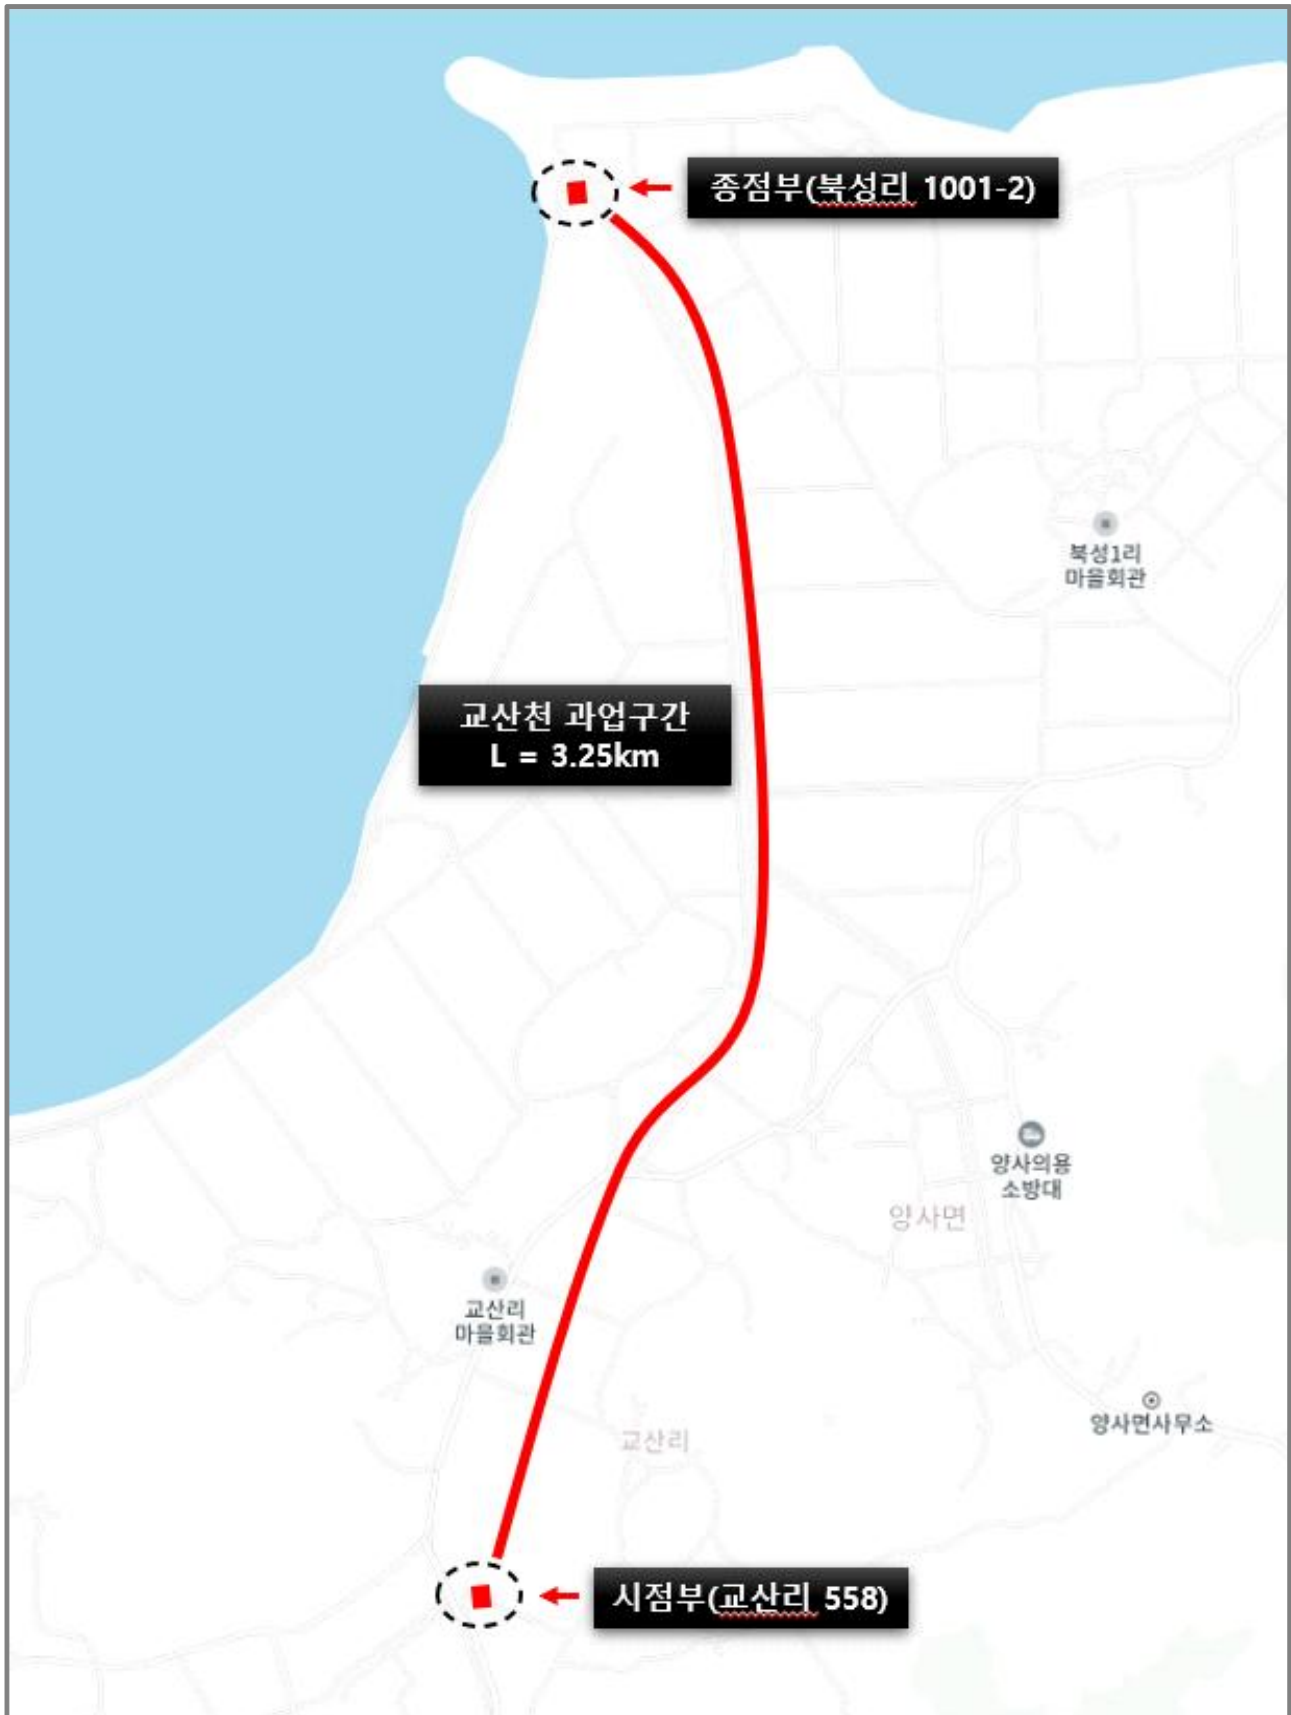 종점부(북성리 1001-2)
북성1리
마을회관
교산천 과업구간
L = 3.25km
양사의용
소방대
양사면
교산리
마을회관
양사면사무소
교산리
시점부(교산리 558)